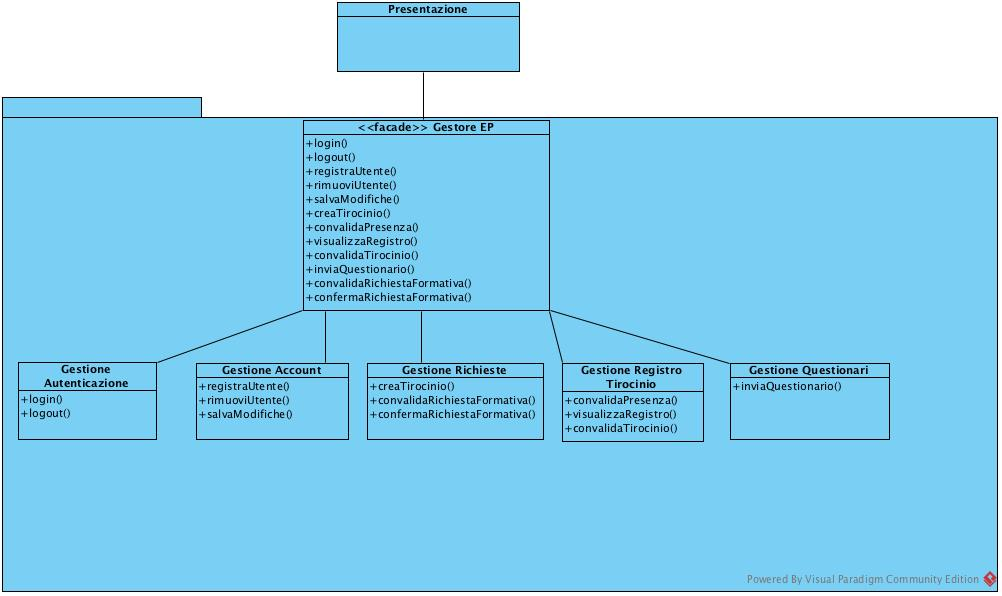 Presentazione
<<facade>> Gestore EP
+login()
+logout()
+registraUtente()
+rimuoviUtente()
+salvaModifiche()
+creaTirocinio()
+convalidaPresenza()
+visualizzaRegistro()
+convalidaTirocinio()
+inviaQuestionario()
+convalidaRichiestaFormativa()
+confermaRichiestaFormativa()
Gestione
Autenticazione
+login()
+logout()
Gestione Account
+registraUtente()
+rimuoviUtente()
+salvaModifiche()
Gestione Richieste
+creaTirocinio()
+convalidaRichiestaFormativa()
+confermaRichiestaFormativa()
Gestione Registro
Tirocinio
+convalidaPresenza()
+visualizzaRegistro()
+convalidaTirocinio()
Gestione Questionari
+inviaQuestionario()
Powered By Visual Paradigm Community Edition